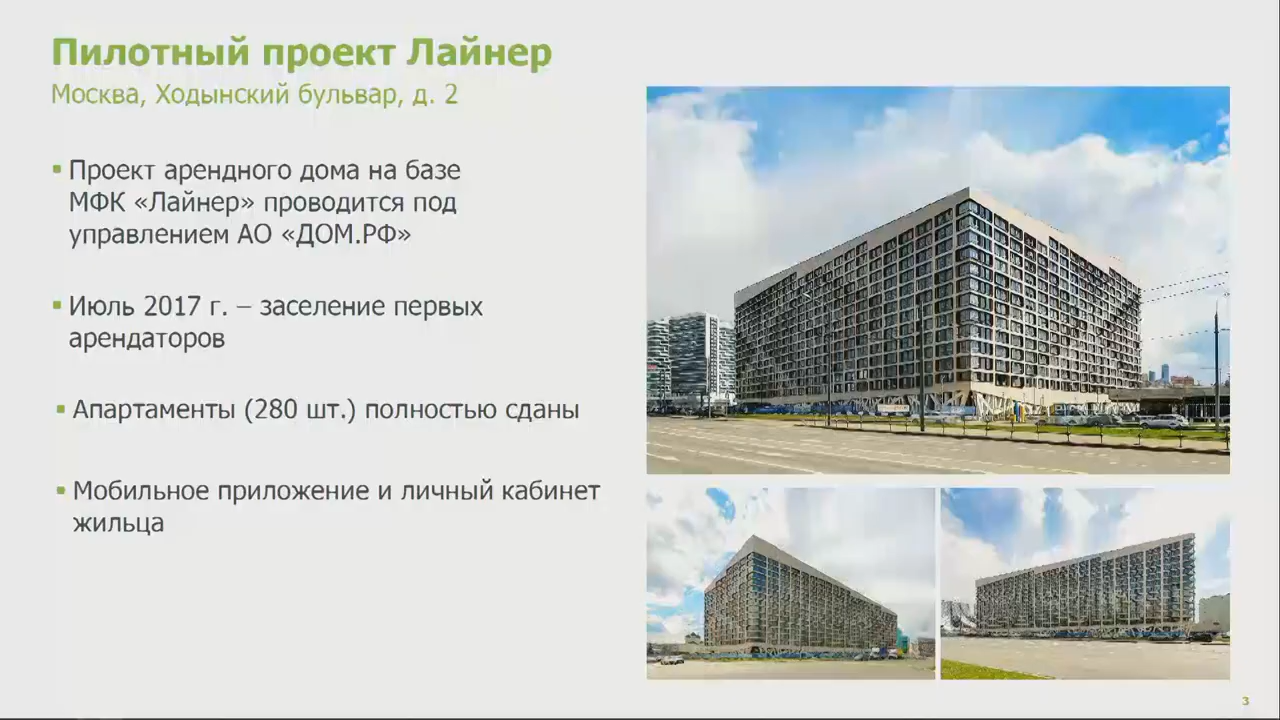 Пилотный проект Лайнер
Москва, Ходынский бульвар, д. 2
Проект арендного дома на базе
МФК «Лайнер» проводится под
управлением АО «ДОМ.РФ»
Июль 2017 г. – заселение первых
арендаторов
Апартаменты (280 шт.) полностью сданы
Мобильное приложение и личный кабинет
жильца
3